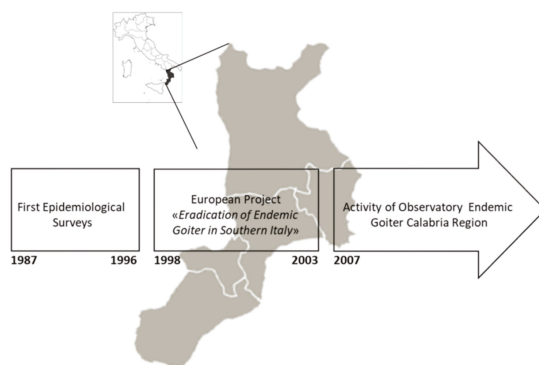 First Epidemiological
Surveys
European Project
«Eradication of Endemic
Goiter in Southern Italy»
Activity of Observatory Endemic
Goiter Calabria Region
1987
1996
1998
2003
2007